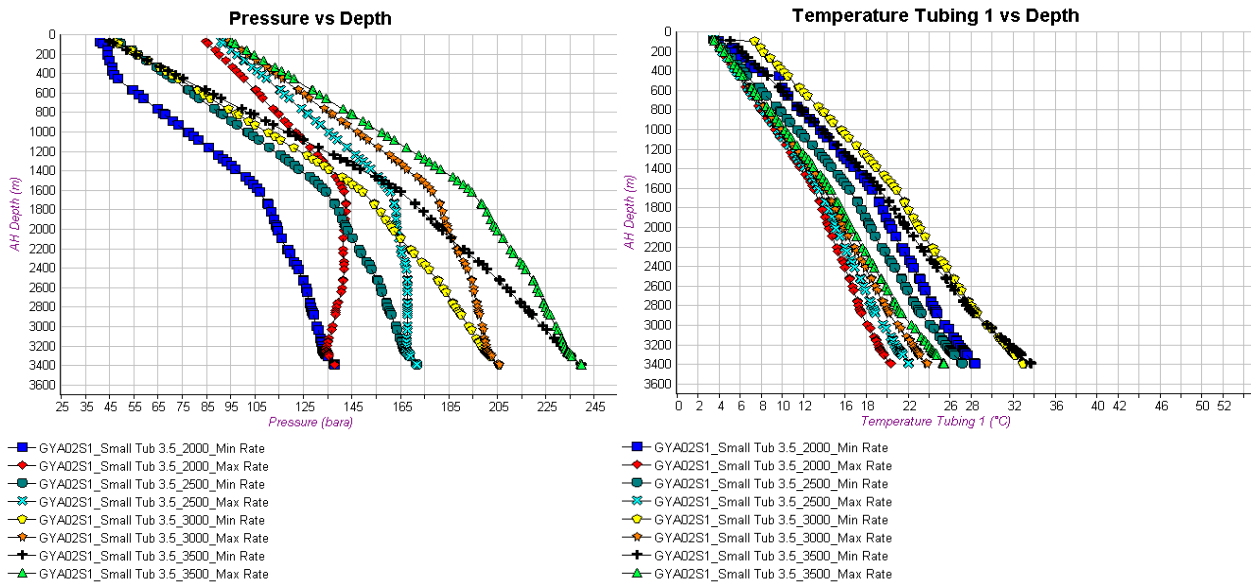 Pressure vs Depth
0
200
400
600
800
1000
1200
1400
1600
1800
2000
2200
2400
2600
2800
3000
3200
3400
3600
AH Depth (m)
25 35 45 55 65 75 85 95 105 125 145 165 185 205 225 245
Pressure (bara)
GYA02S1_Small Tub 3.5_2000_Min Rate
GYA02S1_Small Tub 3.5_2000_Max Rate
GYA02S1_Small Tub 3.5_2500_Min Rate
GYA02S1_Small Tub 3.5_2500_Max Rate
GYA02S1_Small Tub 3.5_3000_Min Rate
GYA02S1_Small Tub 3.5_3000_Max Rate
GYA02S1_Small Tub 3.5_3500_Min Rate
GYA02S1_Small Tub 3.5_3500_Max Rate
Temperature Tubing 1 vs Depth
0
200
400
600
800
1000
1200
1400
1600
1800
2000
2200
2400
2600
2800
3000
3200
3400
3600
AH Depth (m)
0 2 4 6 8 10 12 16 19 22 25 28 32 36 40 44 48 52
Temperature Tubing 1 (°C)
GYA02S1_Small Tub 3.5_2000_Min Rate
GYA02S1_Small Tub 3.5_2000_Max Rate
GYA02S1_Small Tub 3.5_2500_Min Rate
GYA02S1_Small Tub 3.5_2500_Max Rate
GYA02S1_Small Tub 3.5_3000_Min Rate
GYA02S1_Small Tub 3.5_3000_Max Rate
GYA02S1_Small Tub 3.5_3500_Min Rate
GYA02S1_Small Tub 3.5_3500_Max Rate